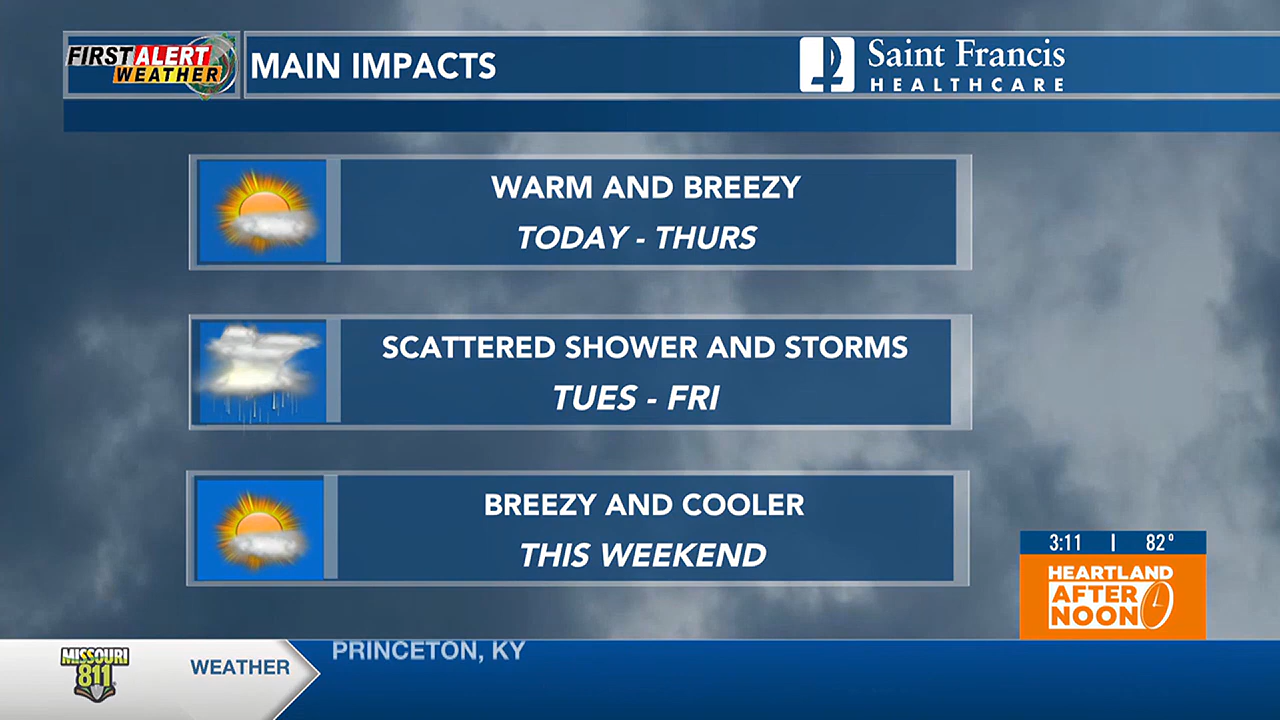 FIRST ALERT
WEATHER
MAIN IMPACTS
Saint Francis
HEALTHCARE
WARM AND BREEZY
TODAY - THURS
SCATTERED SHOWER AND STORMS
TUES - FRI
BREEZY AND COOLER
THIS WEEKEND
3:11 | 82°
HEARTLAND
AFTER
NOON
MISSOURI
811
WEATHER
PRINCETON, KY